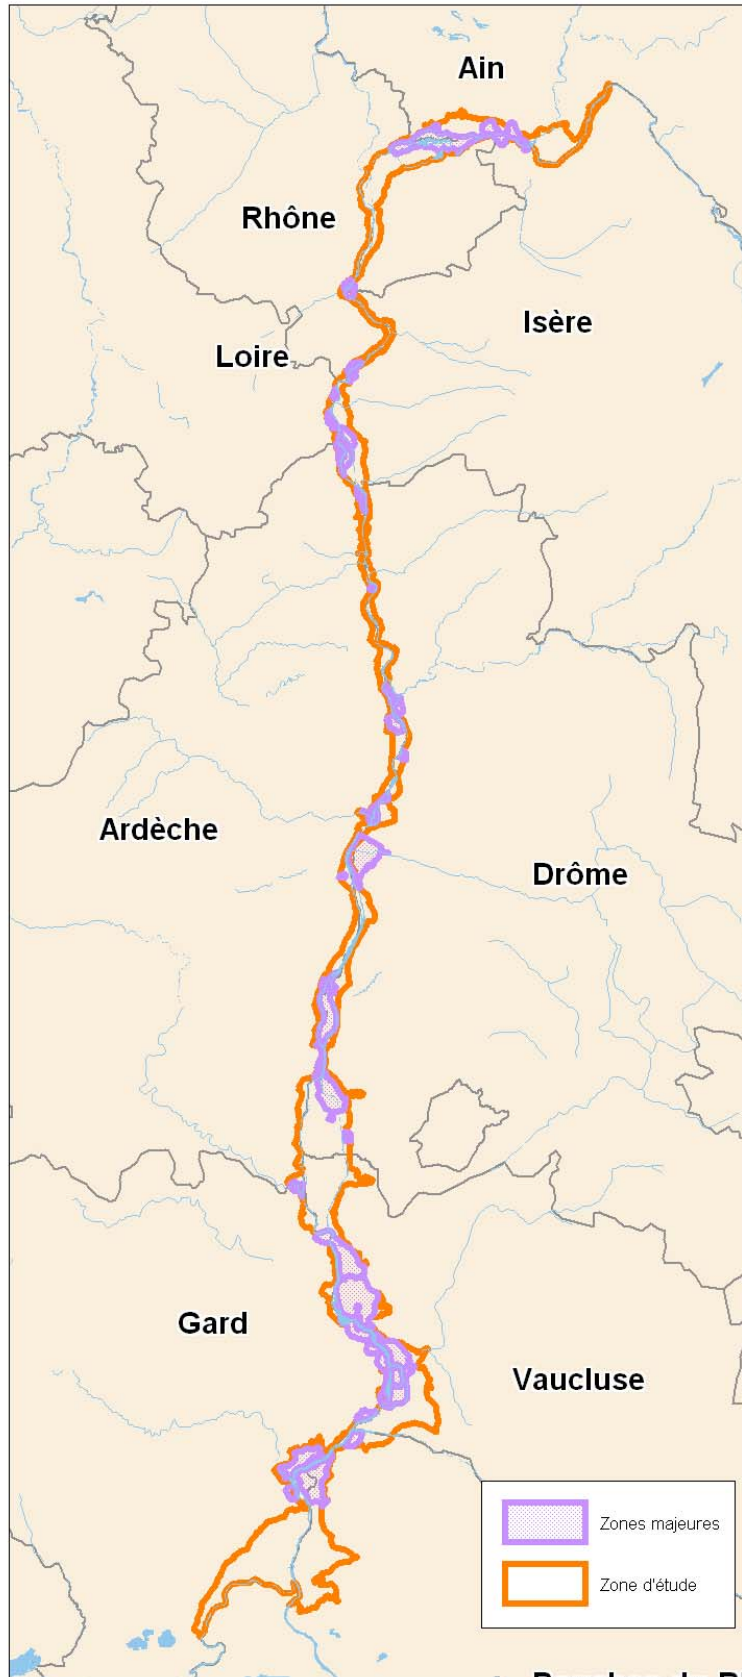 Ain
Rhône
Isère
Loire
Ardèche
Drôme
Gard
Vaucluse
Zones majeures
Zone d'étude